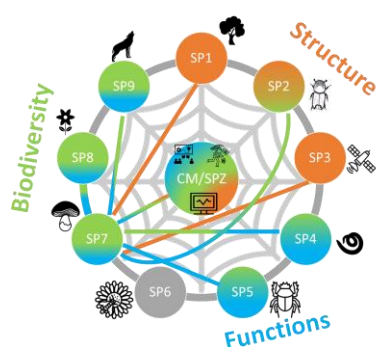 SP1
Structure
SP9
SP2
Biodiversity
SP8
CM/SPZ
SP3
SP7
SP4
SP6
SP5
Functions